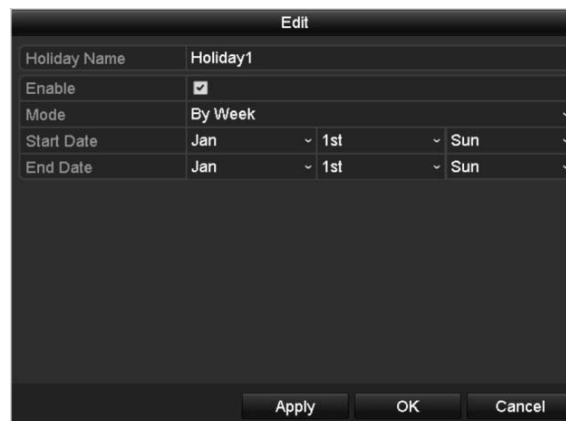 Edit
Holiday Name Holiday1
Enable
Mode By Week
Start Date Jan 1st Sun
End Date Jan 1st Sun
Apply OK Cancel